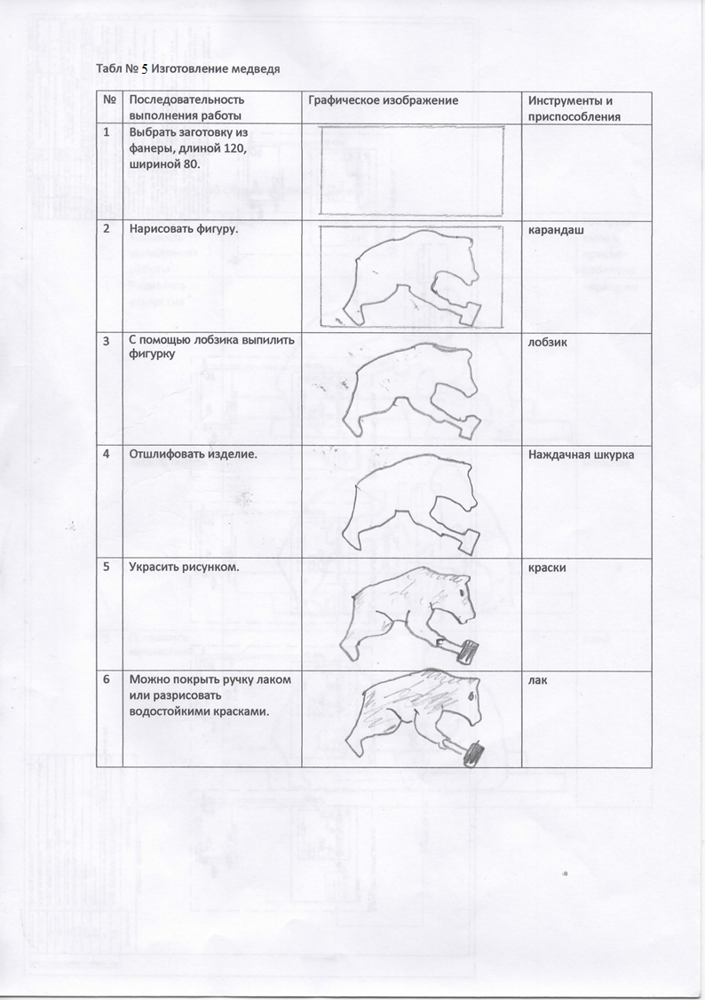 Табл № 5 Изготовление медведя
№
Последовательность
выполнения работы
Графическое изображение
Инструменты и
приспособления
1
Выбрать заготовку из
фанеры, длиной 120,
шириной 80.
2
Нарисовать фигуру.
карандаш
3
С помощью лобзика выпилить
фигурку
лобзик
4
Отшлифовать изделие.
Наждачная шкурка
5
Украсить рисунком.
краски
6
Можно покрыть ручку лаком
или разрисовать
водостойкими красками.
лак